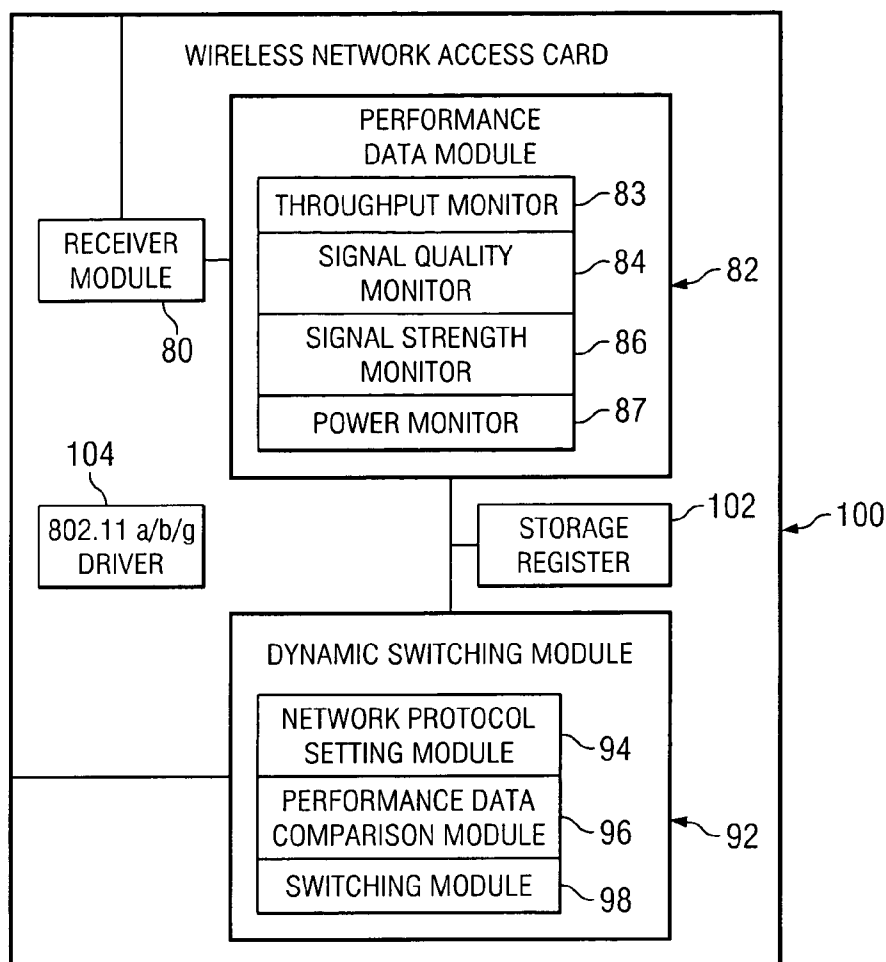 WIRELESS NETWORK ACCESS CARD
PERFORMANCE
DATA MODULE
THROUGHPUT MONITOR
83
SIGNAL QUALITY
MONITOR
84
82
SIGNAL STRENGTH
MONITOR
86
POWER MONITOR
87
RECEIVER
MODULE
80
104
802.11 a/b/g
DRIVER
102
STORAGE
REGISTER
100
DYNAMIC SWITCHING MODULE
NETWORK PROTOCOL
SETTING MODULE
94
PERFORMANCE DATA
COMPARISON MODULE
96
92
SWITCHING MODULE
98